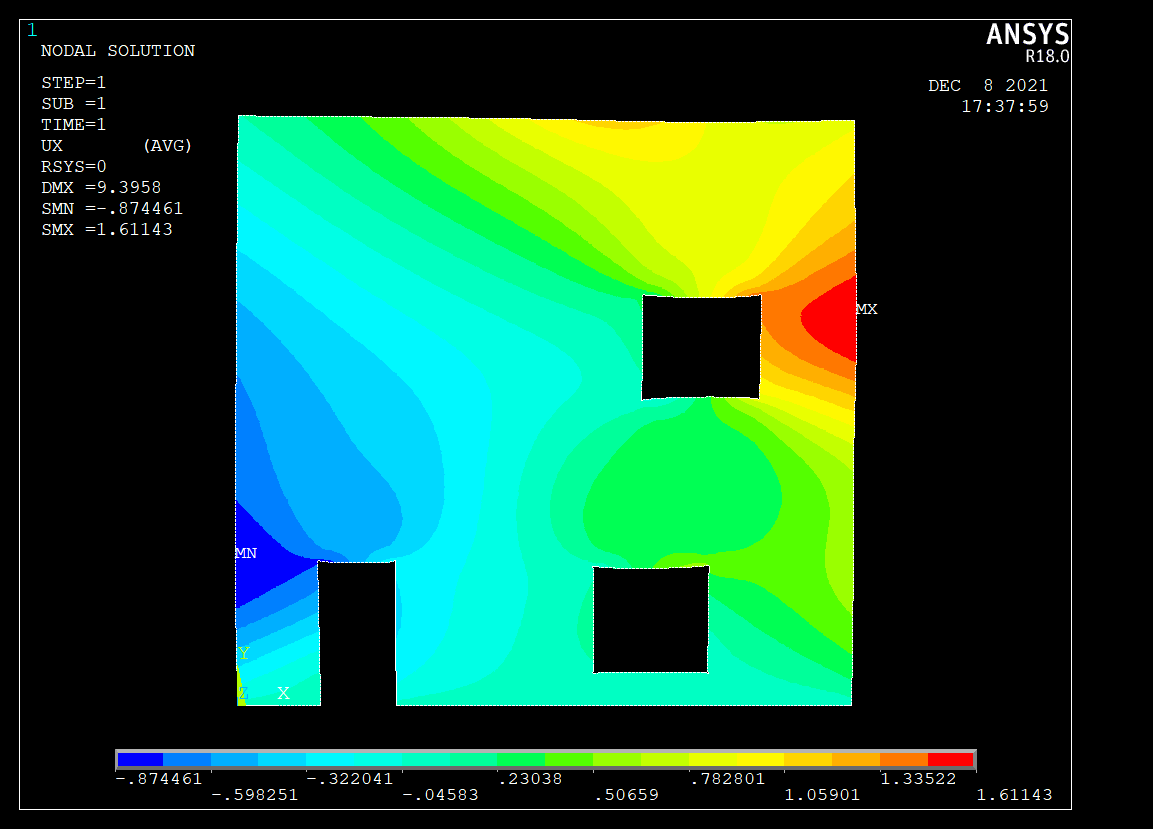 1
ANSYS
R18.0
NODAL SOLUTION
STEP=1
SUB =1
TIME=1
UX (AVG)
RSYS=0
DMX =9.3958
SMN =-.874461
SMX =1.61143
DEC 8 2021
17:37:59
MX
MN
Y
Z X
-.874461 -.322041 .23038 .782801 1.33522
-.598251 -.04583 .50659 1.05901 1.61143